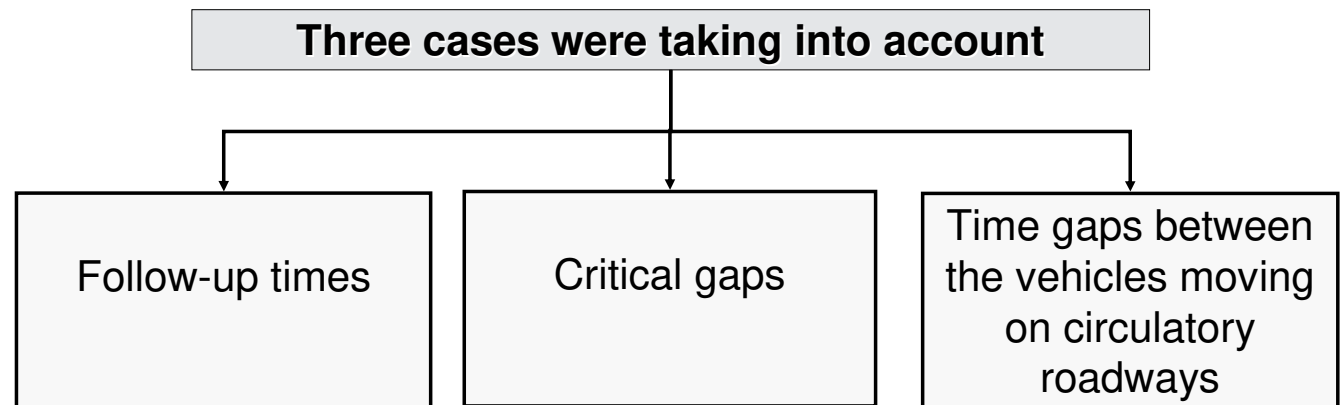 Three cases were taking into account
Follow-up times
Critical gaps
Time gaps between
the vehicles moving
on circulatory
roadways